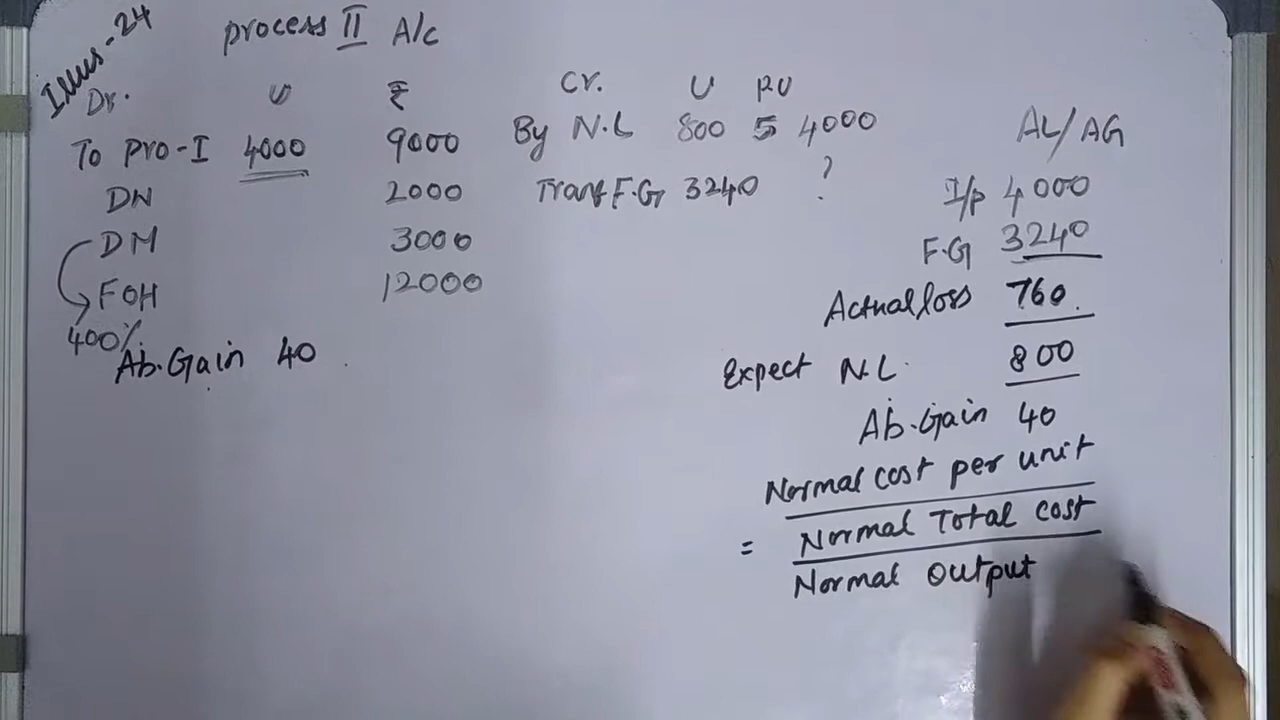 Illus-24
process II A/c
Dr. U ₹ Cr. U PU
To Pro-I 4000 9000 By N.L 800 5 4000
DW 2000 Tranf F.G 3240 ?
DM 3000
FOH 12000
400%
Ab.Gain 40
AL/AG
I/p 4000
F.G 3240
Actual loss 760
Expect N.L. 800
Ab.Gain 40
Normal cost per unit
= Normal Total cost
Normal output